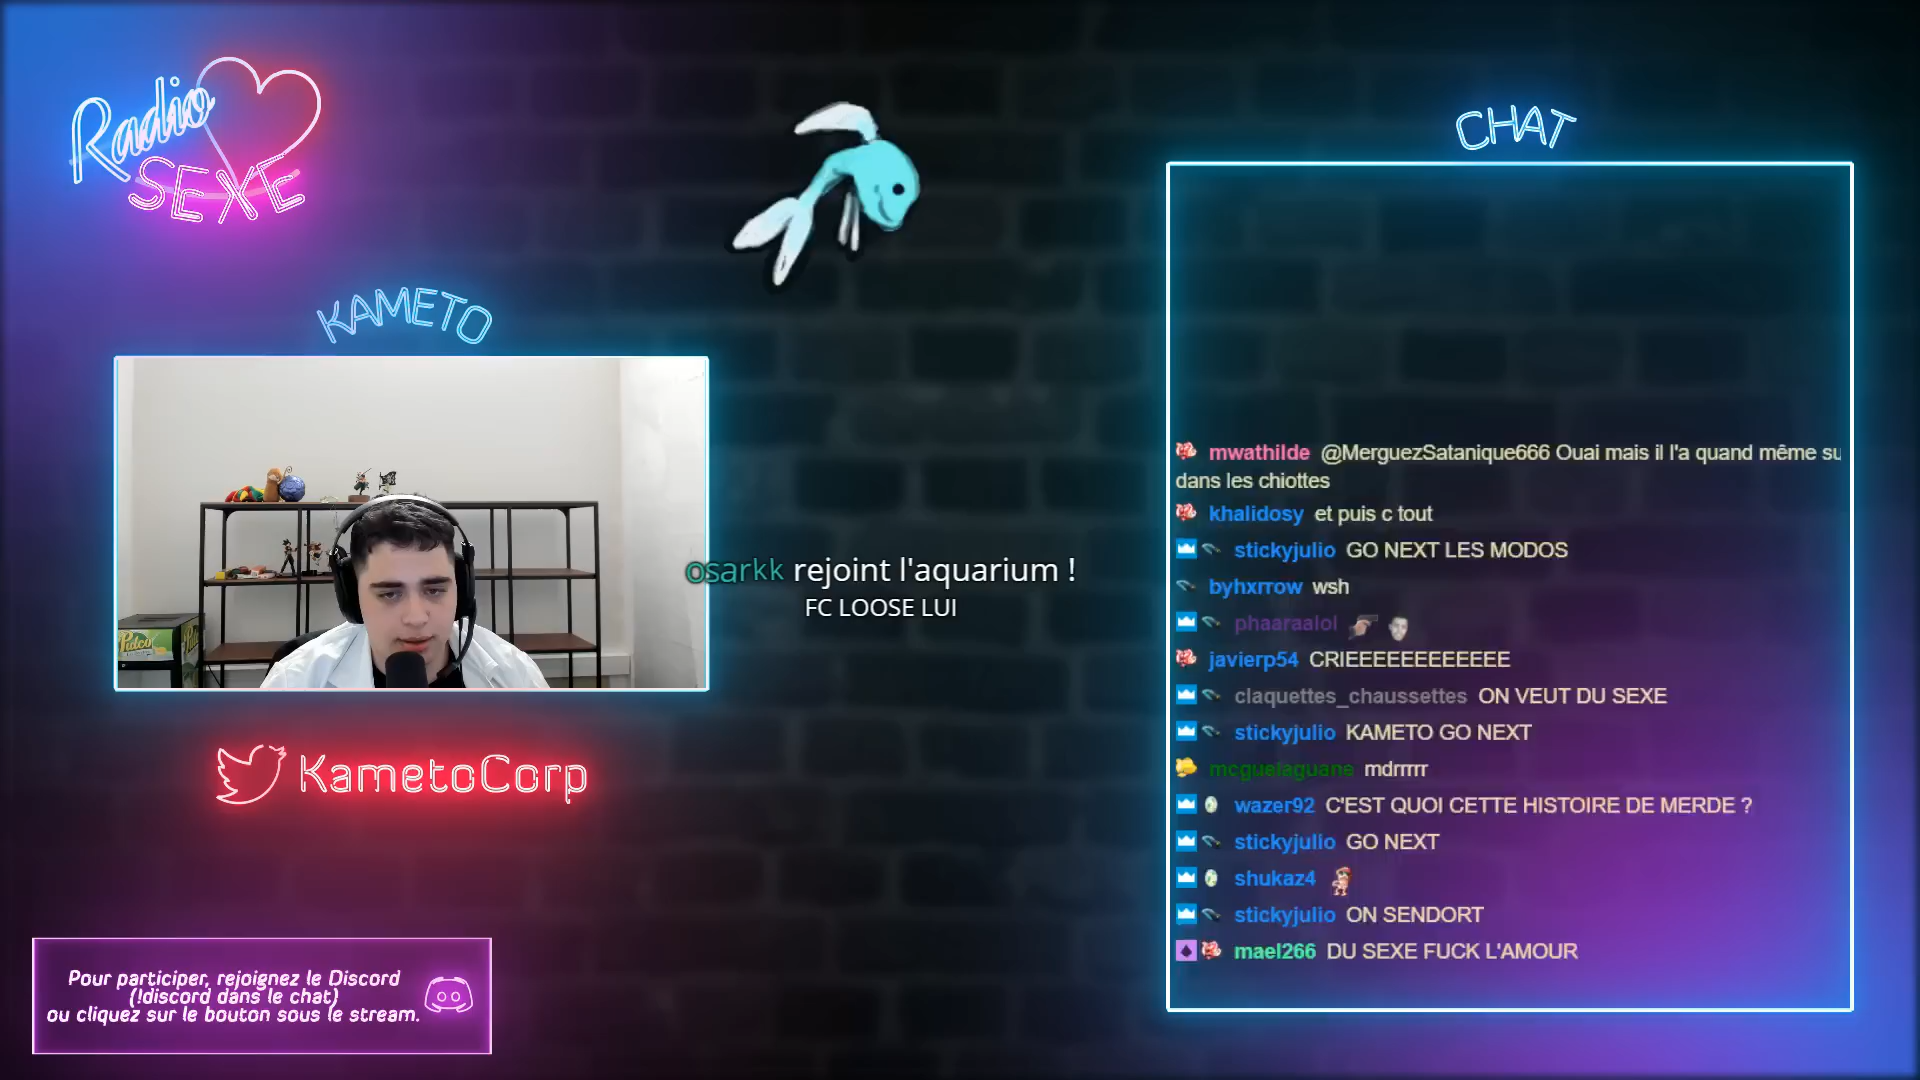 Radio
SEXE
CHAT
KAMETO
Pulco
osarkk rejoint l'aquarium !
FC LOOSE LUI
KametoCorp
Pour participer, rejoignez le Discord
(!discord dans le chat)
ou cliquez sur le bouton sous le stream.
mwathilde @MerguezSatanique666 Ouai mais il l'a quand même su
dans les chiottes
khalidosy et puis c tout
stickyjulio GO NEXT LES MODOS
byhxrrow wsh
phaaraalol
javierp54 CRIEEEEEEEEEEEE
claquettes_chaussettes ON VEUT DU SEXE
stickyjulio KAMETO GO NEXT
mcguelaguane mdrrrrr
wazer92 C'EST QUOI CETTE HISTOIRE DE MERDE ?
stickyjulio GO NEXT
shukaz4
stickyjulio ON SENDORT
mael266 DU SEXE FUCK L'AMOUR